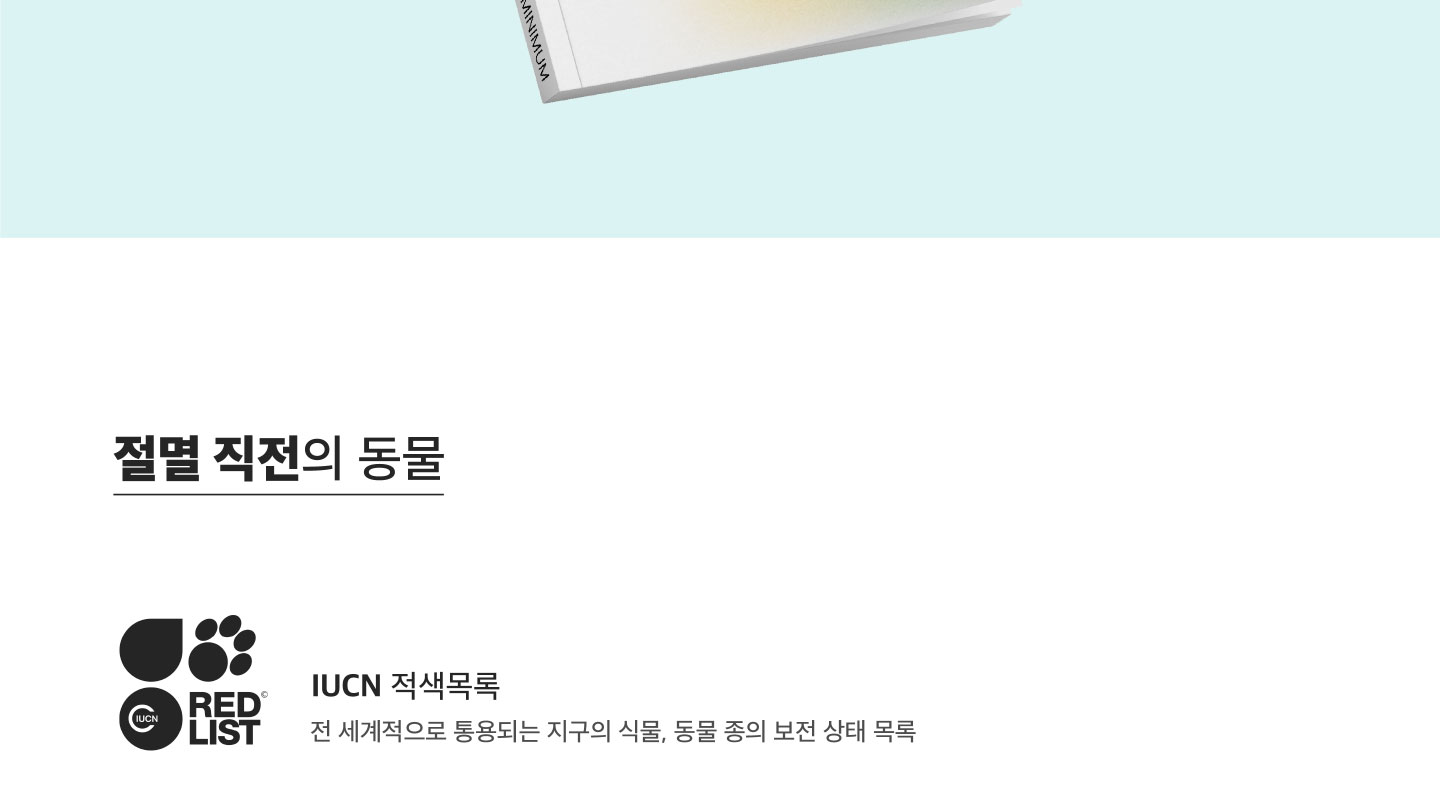 MINIMUM
절멸 직전의 동물
IUCN
RED©
LIST
IUCN 적색목록
전 세계적으로 통용되는 지구의 식물, 동물 종의 보전 상태 목록